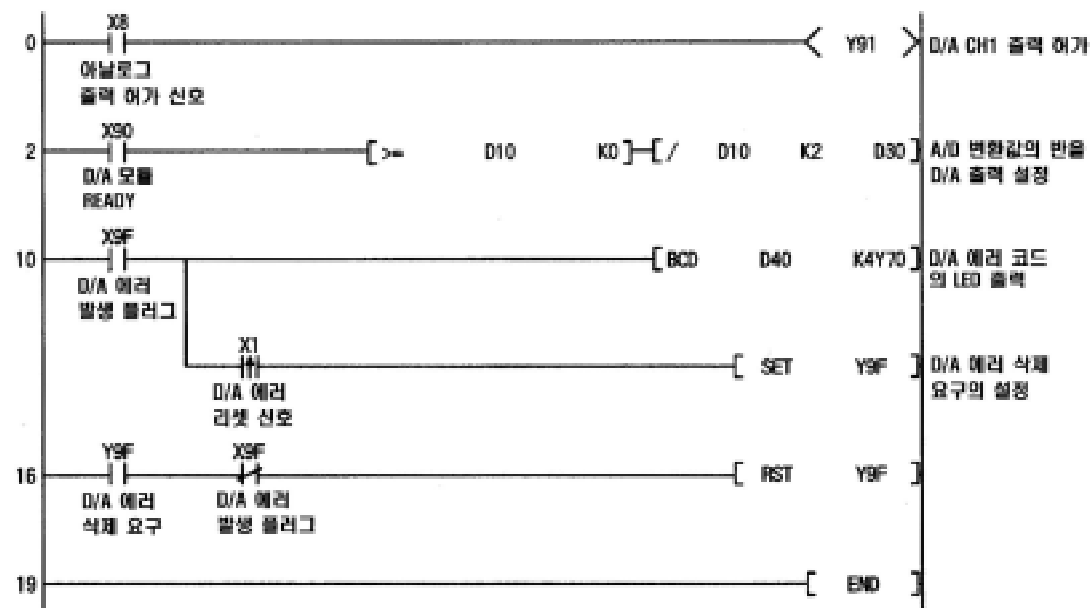 X8
0 Y91 D/A CH1 출력 허가
아날로그
출력 허가 신호
X90
2 >= D10 K0 / D10 K2 D30 A/D 변환값의 반을
D/A 출력 설정
D/A 모듈
READY
X9F
10 BCD D40 K4Y70 D/A 에러 코드
의 LED 출력
D/A 에러
발생 플러그
X1
SET Y9F D/A 에러 삭제
요구의 설정
D/A 에러
리셋 신호
Y9F X9F
16 RST Y9F
D/A 에러 D/A 에러
삭제 요구 발생 플러그
19 END